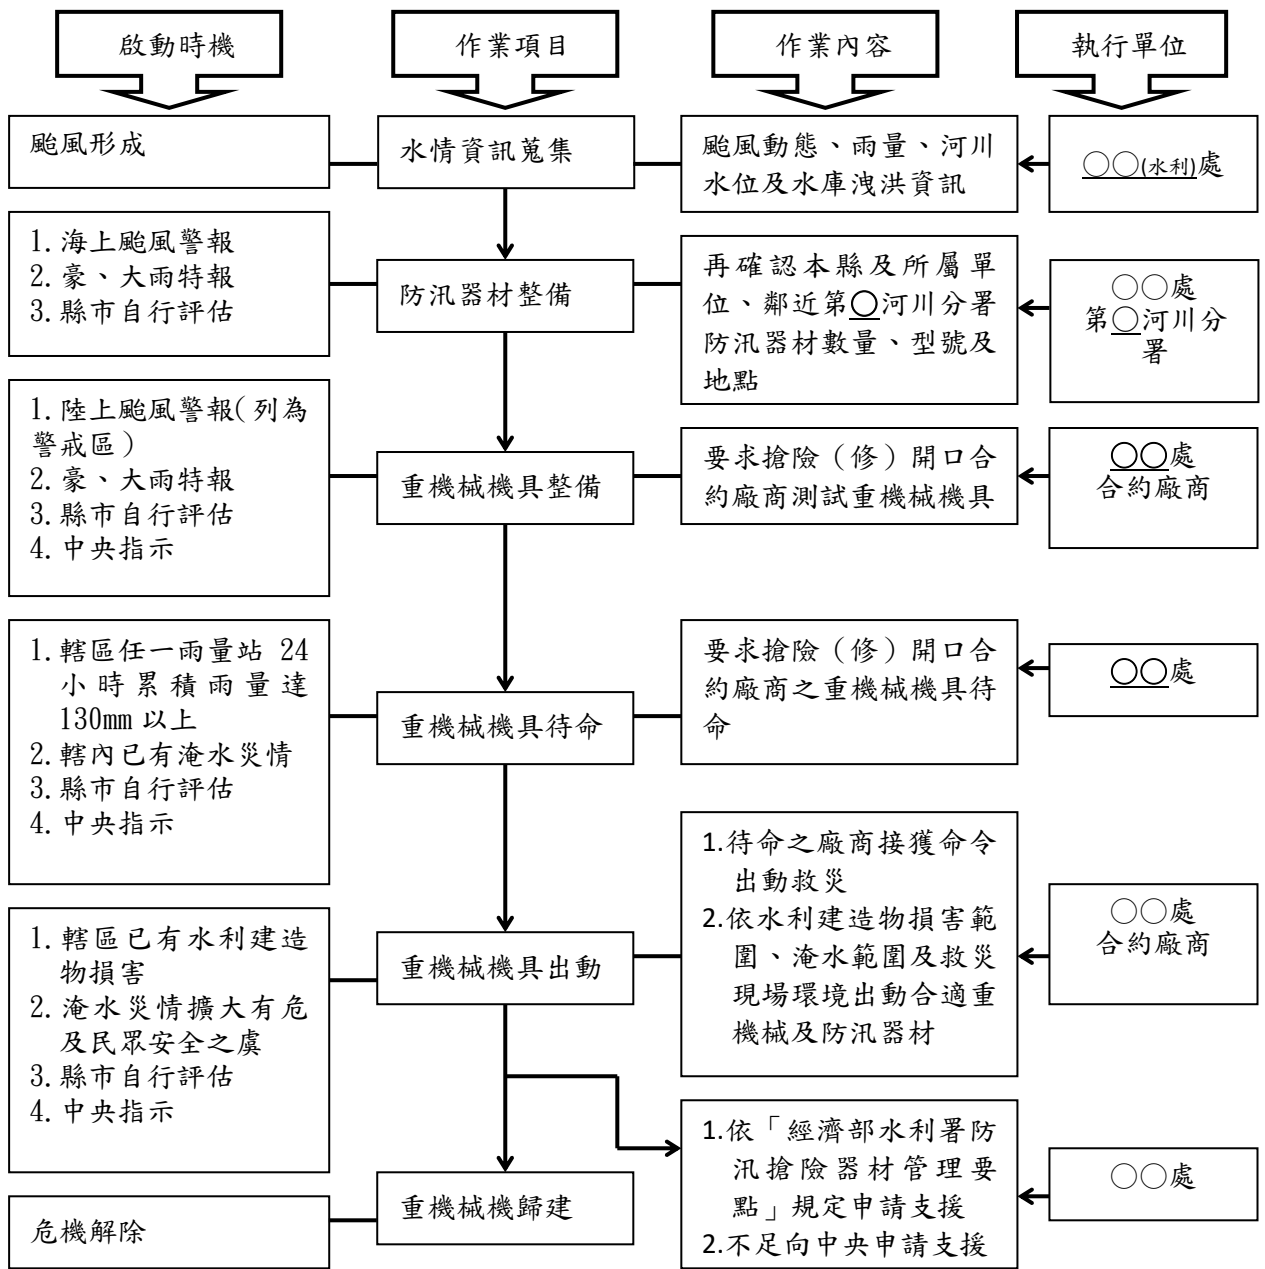 啟動時機
作業項目
作業內容
執行單位
颱風形成
水情資訊蒐集
颱風動態、雨量、河川
水位及水庫洩洪資訊
○○(水利)處
1.海上颱風警報
2.豪、大雨特報
3.縣市自行評估
防汛器材整備
再確認本縣及所屬單
位、鄰近第○河川分署
防汛器材數量、型號及
地點
○○處
第○河川分
署
1.陸上颱風警報(列為
警戒區)
2.豪、大雨特報
3.縣市自行評估
4.中央指示
重機械機具整備
要求搶險（修）開口合
約廠商測試重機械機具
○○處
合約廠商
1.轄區任一雨量站 24
小時累積雨量達
130mm 以上
2.轄內已有淹水災情
3.縣市自行評估
4.中央指示
重機械機具待命
要求搶險（修）開口合
約廠商之重機械機具待
命
○○處
1.轄區已有水利建造
物損害
2.淹水災情擴大有危
及民眾安全之虞
3.縣市自行評估
4.中央指示
重機械機具出動
1.待命之廠商接獲命令
出動救災
2.依水利建造物損害範
圍、淹水範圍及救災
現場環境出動合適重
機械及防汛器材
○○處
合約廠商
危機解除
重機械機歸建
1.依「經濟部水利署防
汛搶險器材管理要
點」規定申請支援
2.不足向中央申請支援
○○處